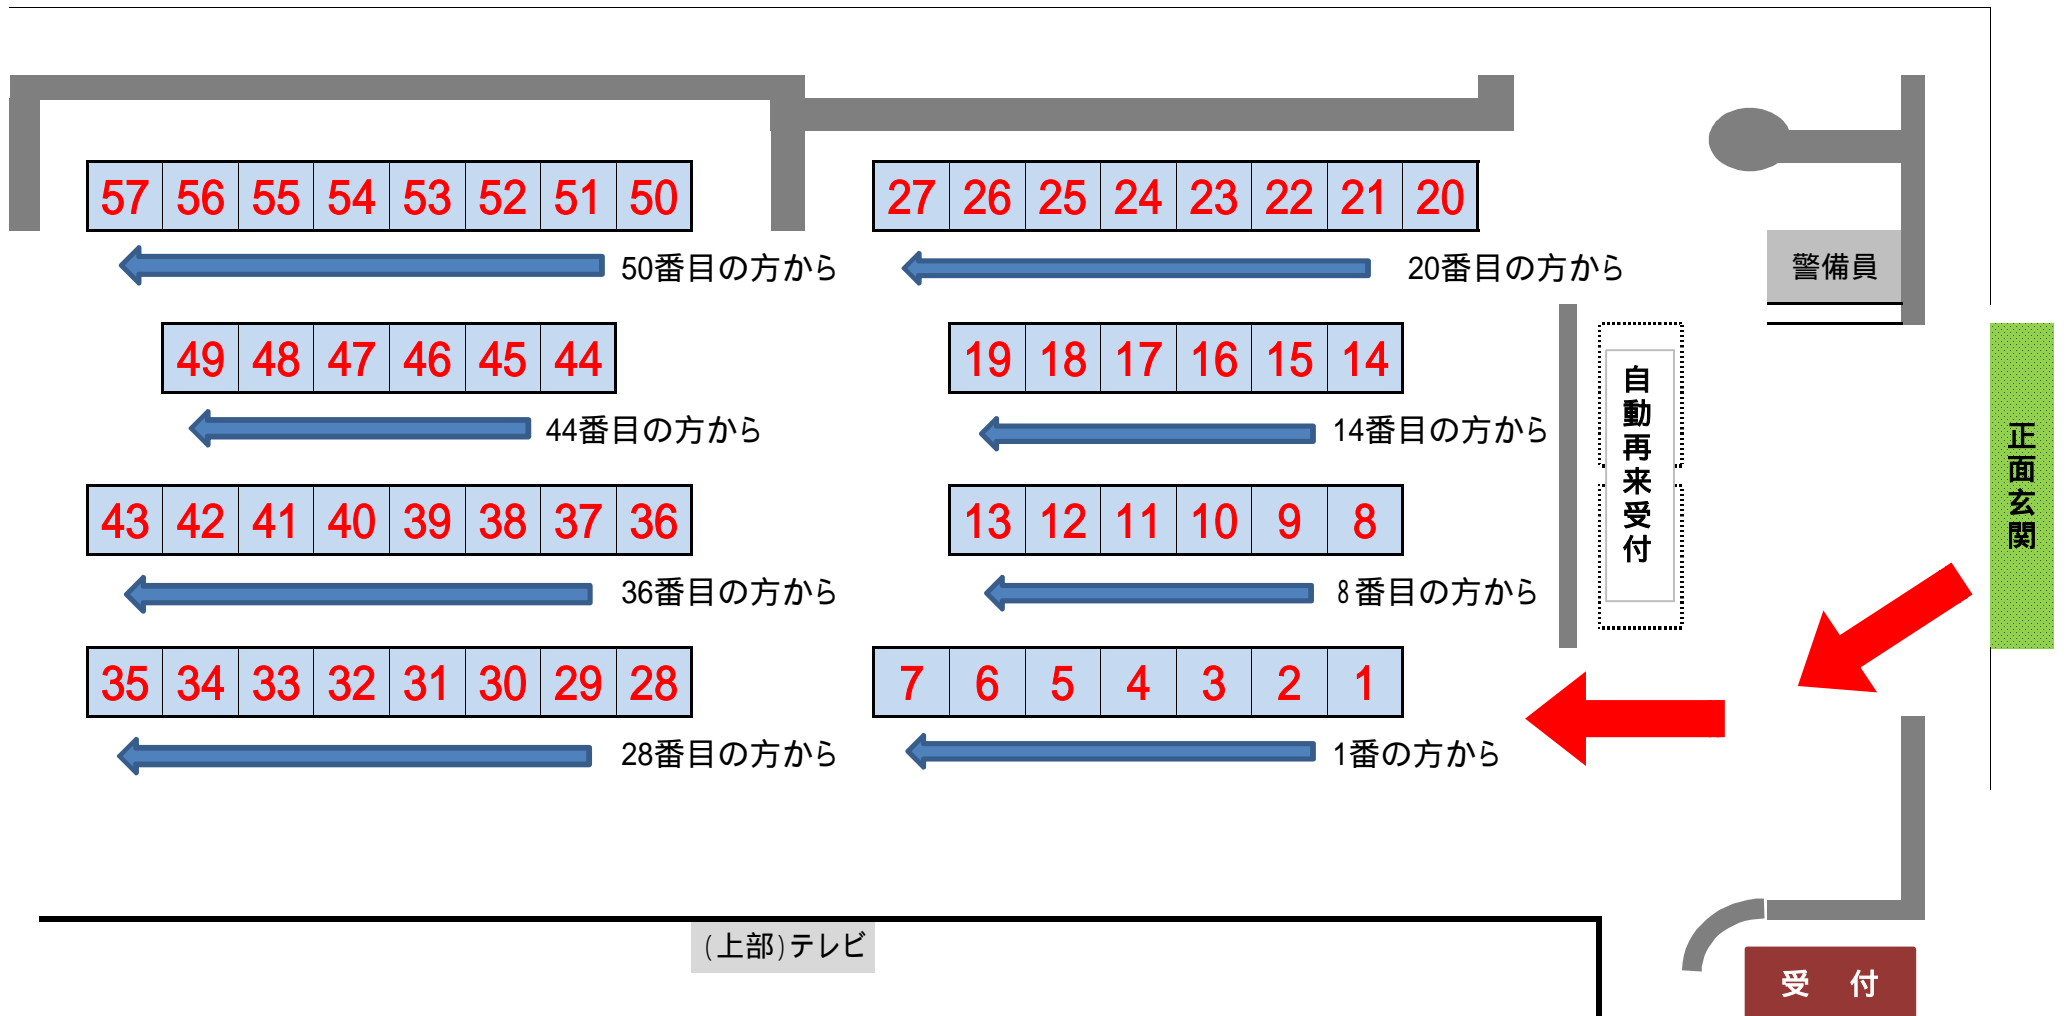 57 56 55 54 53 52 51 50
27 26 25 24 23 22 21 20
50番目の方から
20番目の方から
警備員
49 48 47 46 45 44
19 18 17 16 15 14
44番目の方から
14番目の方から
自動再来受付
正面玄関
43 42 41 40 39 38 37 36
13 12 11 10 9 8
36番目の方から
8番目の方から
35 34 33 32 31 30 29 28
7 6 5 4 3 2 1
28番目の方から
1番の方から
(上部)テレビ
受 付